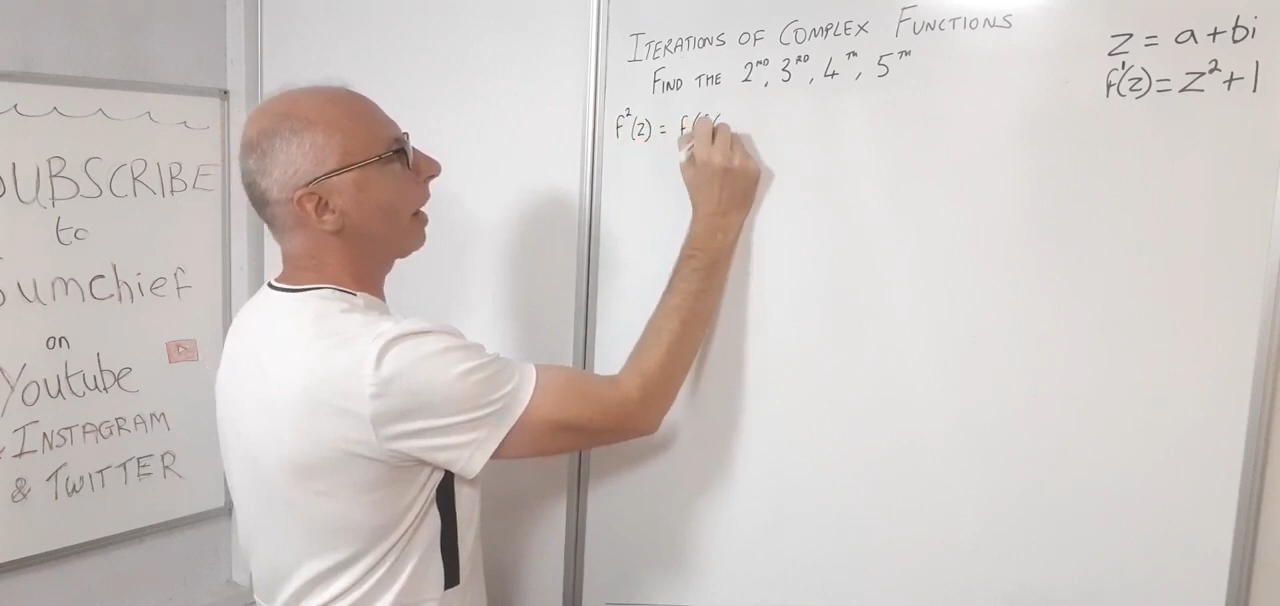 SUBSCRIBE
to
Sumchief
on
Youtube
INSTAGRAM
& TWITTER
ITERATIONS OF COMPLEX FUNCTIONS
FIND THE 2ND, 3RD, 4TH, 5TH
f²(z) = f(
z = a+bi
f¹(z) = z²+1